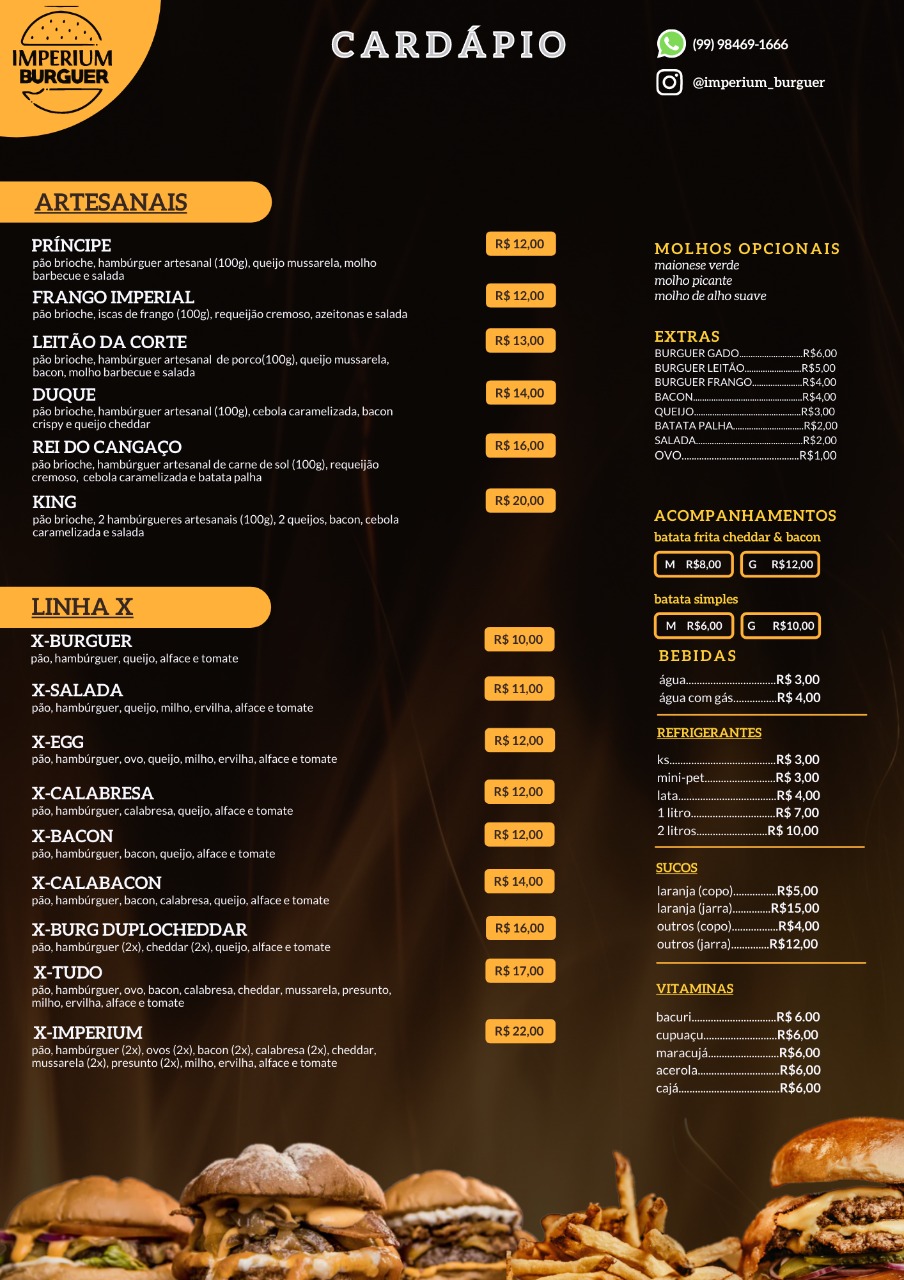 IMPERIUM
BURGUER
CARDÁPIO
(99) 98469-1666
@imperium_burguer
ARTESANAIS
PRÍNCIPE R$ 12,00
pão brioche, hambúrguer artesanal (100g), queijo mussarela, molho
barbecue e salada
FRANGO IMPERIAL R$ 12,00
pão brioche, iscas de frango (100g), requeijão cremoso, azeitonas e salada
LEITÃO DA CORTE R$ 13,00
pão brioche, hambúrguer artesanal de porco(100g), queijo mussarela,
bacon, molho barbecue e salada
DUQUE R$ 14,00
pão brioche, hambúrguer artesanal (100g), cebola caramelizada, bacon
crispy e queijo cheddar
REI DO CANGAÇO R$ 16,00
pão brioche, hambúrguer artesanal de carne de sol (100g), requeijão
cremoso, cebola caramelizada e batata palha
KING R$ 20,00
pão brioche, 2 hambúrgueres artesanais (100g), 2 queijos, bacon, cebola
caramelizada e salada
LINHA X
X-BURGUER R$ 10,00
pão, hambúrguer, queijo, alface e tomate
X-SALADA R$ 11,00
pão, hambúrguer, queijo, milho, ervilha, alface e tomate
X-EGG R$ 12,00
pão, hambúrguer, ovo, queijo, milho, ervilha, alface e tomate
X-CALABRESA R$ 12,00
pão, hambúrguer, calabresa, queijo, alface e tomate
X-BACON R$ 12,00
pão, hambúrguer, bacon, queijo, alface e tomate
X-CALABACON R$ 14,00
pão, hambúrguer, bacon, calabresa, queijo, alface e tomate
X-BURG DUPLOCHEDDAR R$ 16,00
pão, hambúrguer (2x), cheddar (2x), queijo, alface e tomate
X-TUDO R$ 17,00
pão, hambúrguer, ovo, bacon, calabresa, cheddar, mussarela, presunto,
milho, ervilha, alface e tomate
X-IMPERIUM R$ 22,00
pão, hambúrguer (2x), ovos (2x), bacon (2x), calabresa (2x), cheddar,
mussarela (2x), presunto (2x), milho, ervilha, alface e tomate
MOLHOS OPCIONAIS
maionese verde
molho picante
molho de alho suave
EXTRAS
BURGUER GADO.......................R$6,00
BURGUER LEITÃO.....................R$5,00
BURGUER FRANGO..................R$4,00
BACON........................................R$4,00
QUEIJO........................................R$3,00
BATATA PALHA.........................R$2,00
SALADA.......................................R$2,00
OVO...........................................R$1,00
ACOMPANHAMENTOS
batata frita cheddar & bacon
M R$8,00 G R$12,00
batata simples
M R$6,00 G R$10,00
BEBIDAS
água.................................R$ 3,00
água com gás................R$ 4,00
REFRIGERANTES
ks.......................................R$ 3,00
mini-pet..........................R$ 3,00
lata....................................R$ 4,00
1 litro...............................R$ 7,00
2 litros..........................R$ 10,00
SUCOS
laranja (copo)................R$5,00
laranja (jarra)..............R$15,00
outros (copo)................R$4,00
outros (jarra)..............R$12,00
VITAMINAS
bacuri...............................R$ 6.00
cupuaçu............................R$6,00
maracujá..........................R$6,00
acerola..............................R$6,00
cajá....................................R$6,00